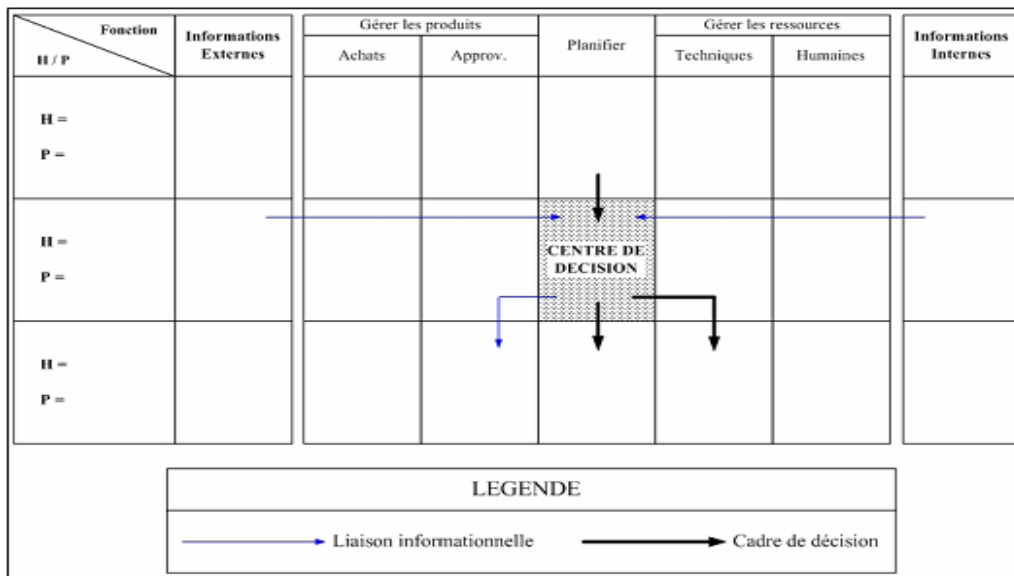 Fonction
H / P
Informations
Externes
Gérer les produits
Achats
Approv.
Planifier
Gérer les ressources
Techniques
Humaines
Informations
Internes
H =
P =
H =
P =
CENTRE DE
DECISION
H =
P =
LEGENDE
Liaison informationnelle
Cadre de décision